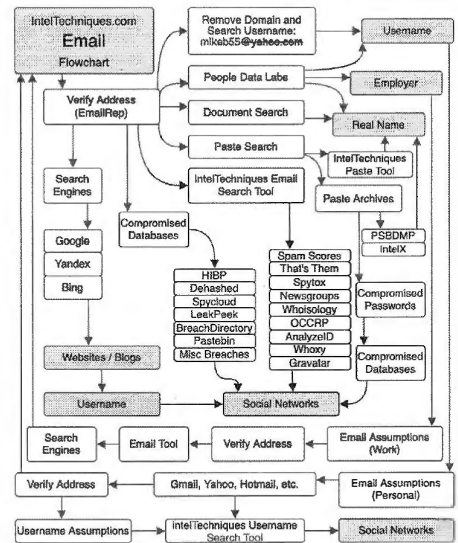 IntelTechniques.com
Email
Flowchart
Remove Domain and
Search Username:
mikeb55@yahoo.com
Username
People Data Labs
Employer
Verify Address
(EmailRep)
Document Search
Real Name
Paste Search
IntelTechniques
Paste Tool
Search
Engines
IntelTechniques Email
Search Tool
Paste Archives
Compromised
Databases
PSBDMP
IntelX
Google
Yandex
Bing
Spam Scores
That's Them
Spytox
Newsgroups
Whoisology
OCCRP
AnalyzeID
Whoxy
Gravatar
HIBP
Dehashed
Spycloud
LeakPeek
BreachDirectory
Pastebin
Misc Breaches
Compromised
Passwords
Websites / Blogs
Compromised
Databases
Username
Social Networks
Search
Engines
Email Tool
Verify Address
Email Assumptions
(Work)
Verify Address
Gmail, Yahoo, Hotmail, etc.
Email Assumptions
(Personal)
Username Assumptions
IntelTechniques Username
Search Tool
Social Networks